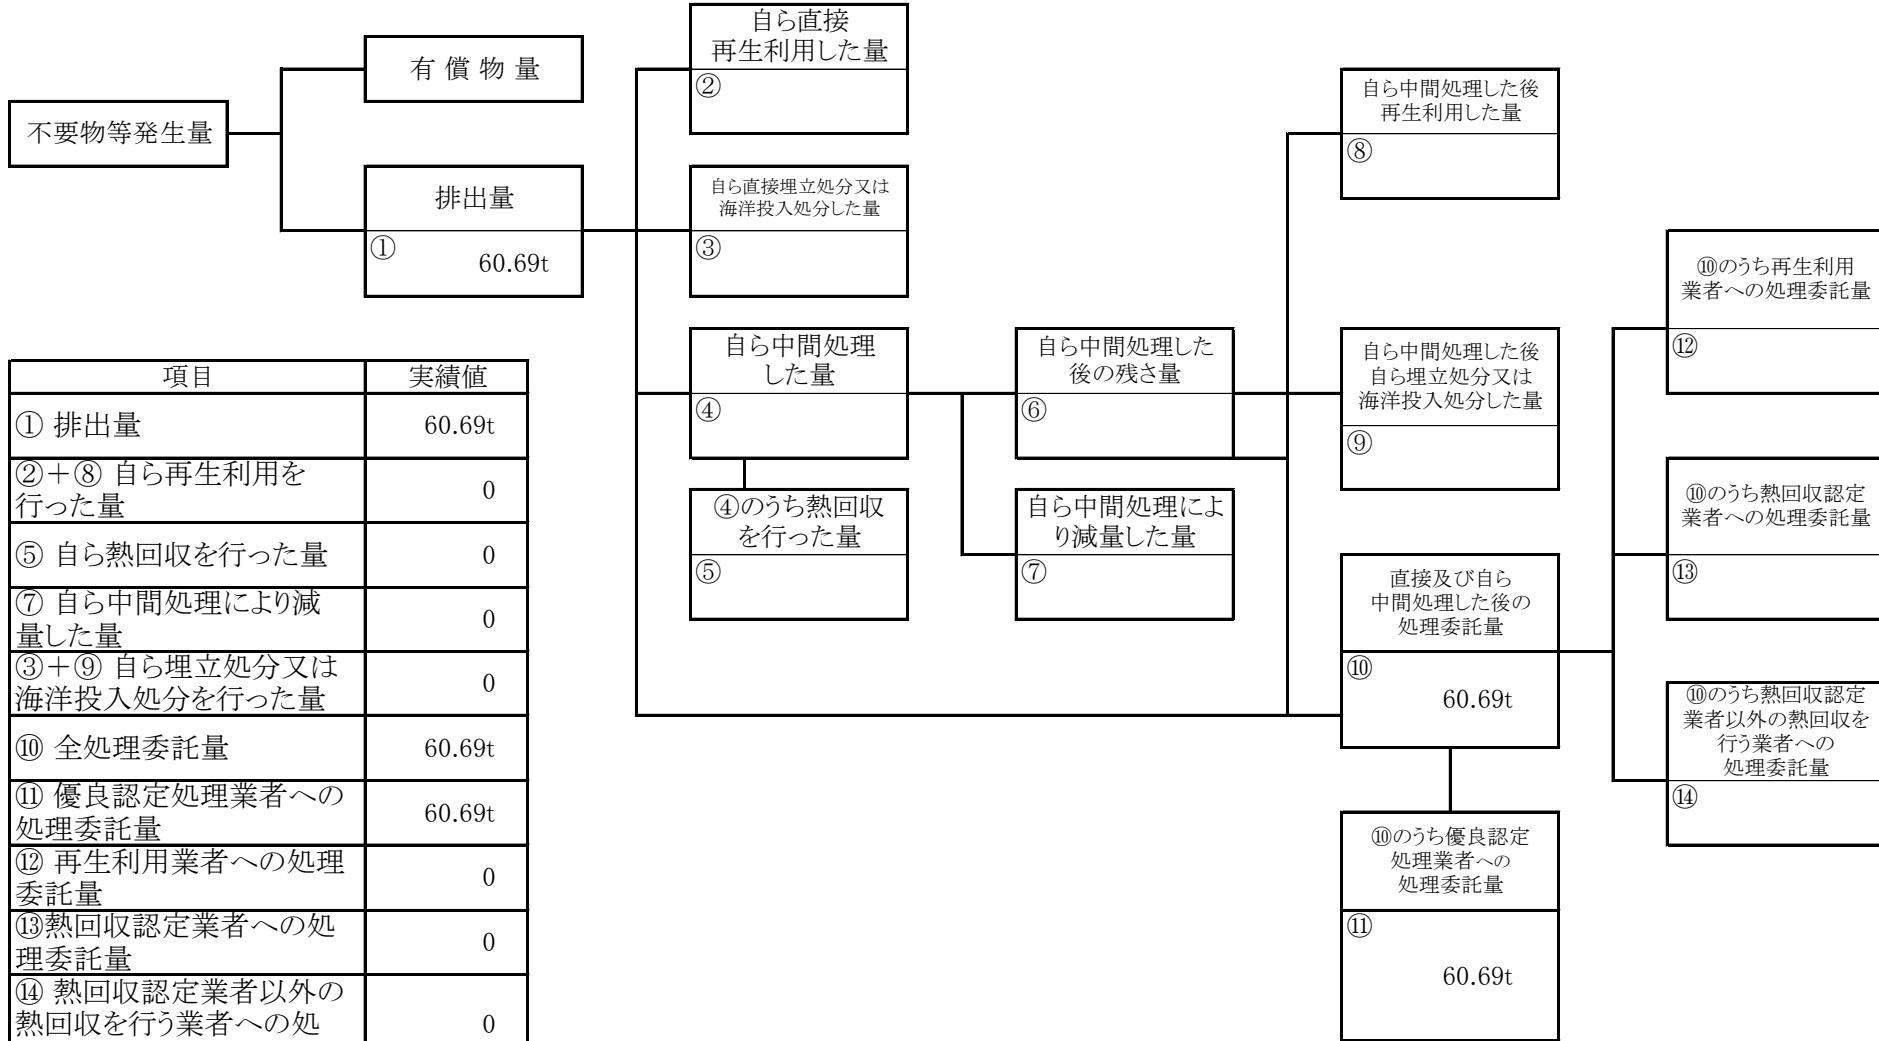 不要物等発生量
有 償 物 量
排出量
①
60.69t
自ら直接
再生利用した量
②
自ら直接埋立処分又は
海洋投入処分した量
③
自ら中間処理
した量
④
④のうち熱回収
を行った量
⑤
自ら中間処理した
後の残さ量
⑥
自ら中間処理によ
り減量した量
⑦
自ら中間処理した後
再生利用した量
⑧
自ら中間処理した後
自ら埋立処分又は
海洋投入処分した量
⑨
直接及び自ら
中間処理した後の
処理委託量
⑩
60.69t
⑩のうち優良認定
処理業者への
処理委託量
⑪
60.69t
⑩のうち再生利用
業者への処理委託量
⑫
⑩のうち熱回収認定
業者への処理委託量
⑬
⑩のうち熱回収認定
業者以外の熱回収を
行う業者への
処理委託量
⑭
項目 実績値
① 排出量 60.69t
②+⑧ 自ら再生利用を
行った量 0
⑤ 自ら熱回収を行った量 0
⑦ 自ら中間処理により減
量した量 0
③+⑨ 自ら埋立処分又は
海洋投入処分を行った量 0
⑩ 全処理委託量 60.69t
⑪ 優良認定処理業者への
処理委託量 60.69t
⑫ 再生利用業者への処理
委託量 0
⑬熱回収認定業者への処
理委託量 0
⑭ 熱回収認定業者以外の
熱回収を行う業者への処 0